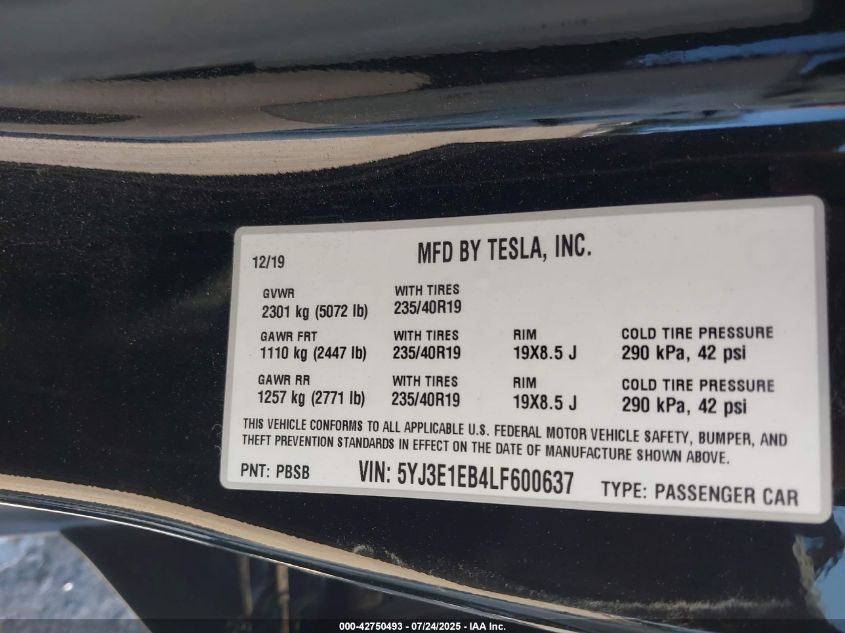 12/19 MFD BY TESLA, INC.
GVWR WITH TIRES
2301 kg (5072 lb) 235/40R19
GAWR FRT WITH TIRES RIM COLD TIRE PRESSURE
1110 kg (2447 lb) 235/40R19 19X8.5 J 290 kPa, 42 psi
GAWR RR WITH TIRES RIM COLD TIRE PRESSURE
1257 kg (2771 lb) 235/40R19 19X8.5 J 290 kPa, 42 psi
THIS VEHICLE CONFORMS TO ALL APPLICABLE U.S. FEDERAL MOTOR VEHICLE SAFETY, BUMPER, AND
THEFT PREVENTION STANDARDS IN EFFECT ON THE DATE OF MANUFACTURE SHOWN ABOVE.
PNT: PBSB VIN: 5YJ3E1EB4LF600637 TYPE: PASSENGER CAR
000-42750493 - 07/24/2025 - IAA Inc.